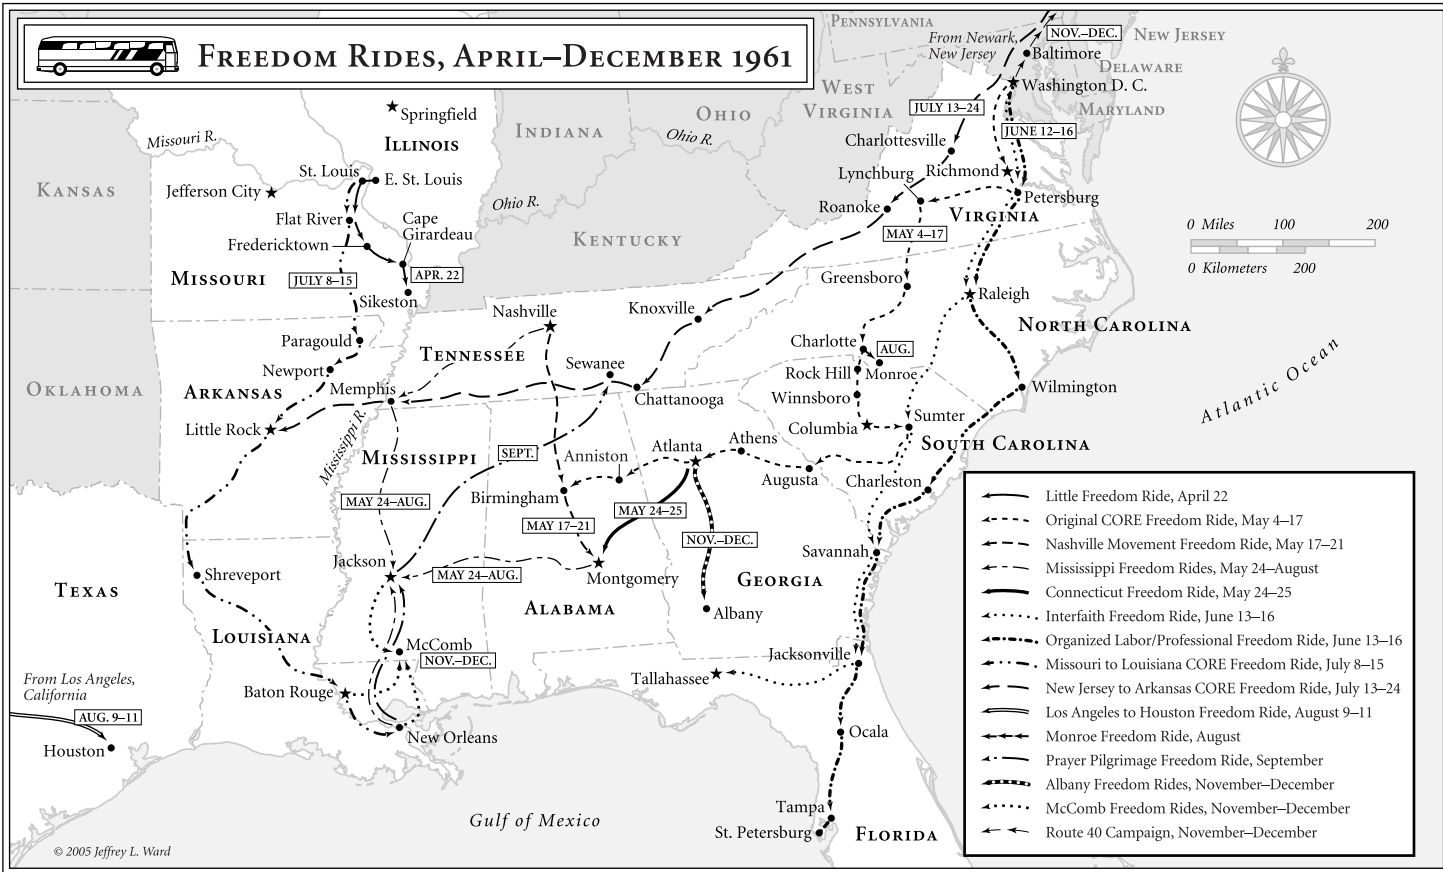 Freedom Rides, April–December 1961
PENNSYLVANIA
From Newark,
New Jersey
NOV.–DEC.
NEW JERSEY
Baltimore
DELAWARE
Washington D. C.
MARYLAND
WEST
VIRGINIA
OHIO
INDIANA
Springfield
ILLINOIS
Missouri R.
Ohio R.
JULY 13–24
JUNE 12–16
Charlottesville
Lynchburg
Richmond
Petersburg
Roanoke
VIRGINIA
MAY 4–17
KANSAS
Jefferson City
St. Louis
E. St. Louis
Ohio R.
Flat River
Cape
Girardeau
Fredericktown
KENTUCKY
MISSOURI
JULY 8–15
APR. 22
Sikeston
0 Miles 100 200
0 Kilometers 200
Greensboro
Raleigh
Nashville
Knoxville
NORTH CAROLINA
Paragould
TENNESSEE
Sewanee
Charlotte
AUG.
Monroe
Newport
Rock Hill
Memphis
ARKANSAS
OKLAHOMA
Chattanooga
Winnsboro
Wilmington
Atlantic Ocean
Little Rock
Mississippi R.
Columbia
Sumter
SOUTH CAROLINA
MISSISSIPPI
SEPT.
Anniston
Atlanta
Athens
Augusta
Charleston
Birmingham
MAY 24–AUG.
MAY 17–21
MAY 24–25
NOV.–DEC.
Savannah
Jackson
MAY 24–AUG.
Montgomery
GEORGIA
TEXAS
Shreveport
ALABAMA
Albany
LOUISIANA
McComb
NOV.–DEC.
Jacksonville
Tallahassee
From Los Angeles,
California
AUG. 9–11
Houston
Baton Rouge
New Orleans
Ocala
Tampa
St. Petersburg
FLORIDA
Gulf of Mexico
© 2005 Jeffrey L. Ward
Little Freedom Ride, April 22
Original CORE Freedom Ride, May 4–17
Nashville Movement Freedom Ride, May 17–21
Mississippi Freedom Rides, May 24–August
Connecticut Freedom Ride, May 24–25
Interfaith Freedom Ride, June 13–16
Organized Labor/Professional Freedom Ride, June 13–16
Missouri to Louisiana CORE Freedom Ride, July 8–15
New Jersey to Arkansas CORE Freedom Ride, July 13–24
Los Angeles to Houston Freedom Ride, August 9–11
Monroe Freedom Ride, August
Prayer Pilgrimage Freedom Ride, September
Albany Freedom Rides, November–December
McComb Freedom Rides, November–December
Route 40 Campaign, November–December